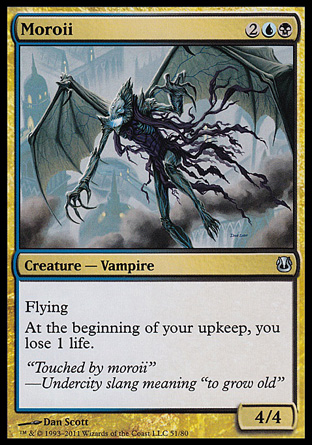 Moroii 2
Creature — Vampire
Flying
At the beginning of your upkeep, you
lose 1 life.
“Touched by moroii”
—Undercity slang meaning “to grow old”
Dan Scott
™ & © 1993-2011 Wizards of the Coast LLC 51/80
4/4